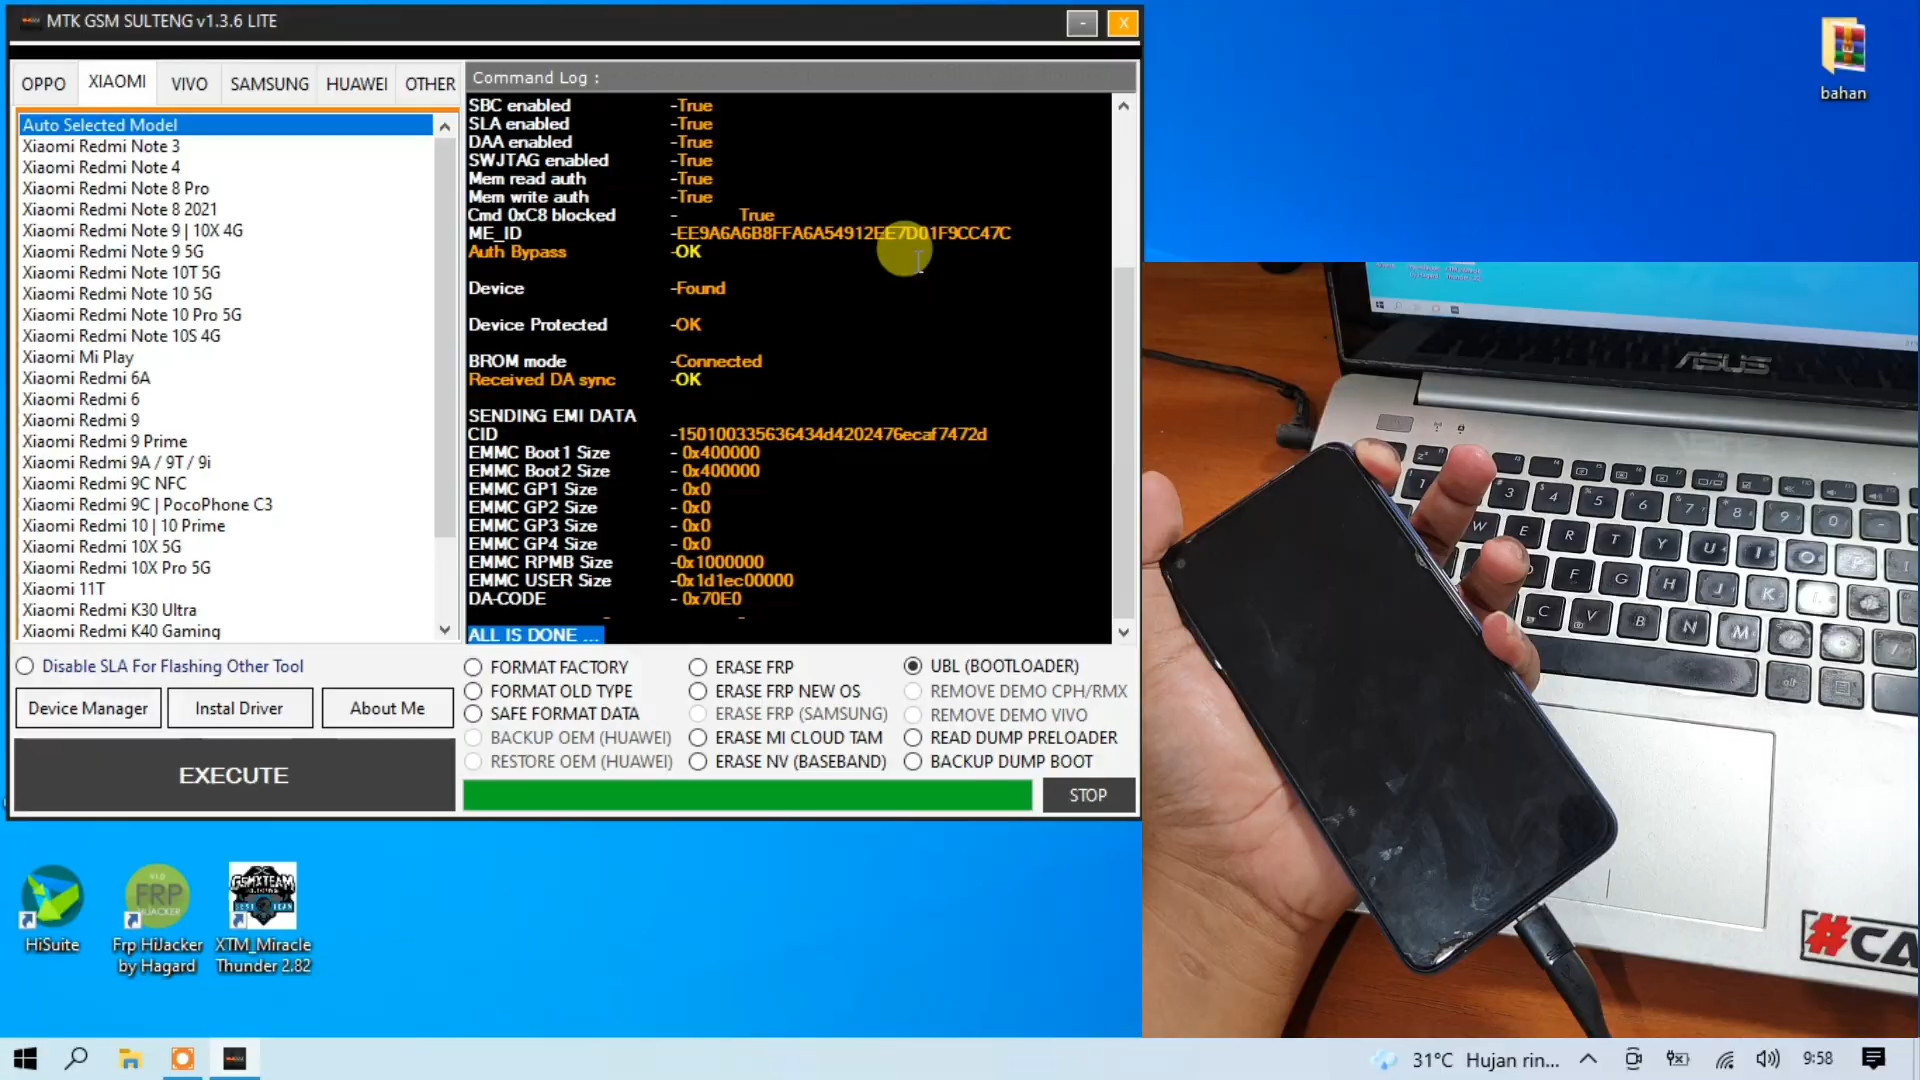 MTK GSM SULTENG v1.3.6 LITE
-
X
bahan
OPPO
XIAOMI
VIVO
SAMSUNG
HUAWEI
OTHER
Auto Selected Model
Xiaomi Redmi Note 3
Xiaomi Redmi Note 4
Xiaomi Redmi Note 8 Pro
Xiaomi Redmi Note 8 2021
Xiaomi Redmi Note 9 | 10X 4G
Xiaomi Redmi Note 9 5G
Xiaomi Redmi Note 10T 5G
Xiaomi Redmi Note 10 5G
Xiaomi Redmi Note 10 Pro 5G
Xiaomi Redmi Note 10S 4G
Xiaomi Mi Play
Xiaomi Redmi 6A
Xiaomi Redmi 6
Xiaomi Redmi 9
Xiaomi Redmi 9 Prime
Xiaomi Redmi 9A / 9T / 9i
Xiaomi Redmi 9C NFC
Xiaomi Redmi 9C | PocoPhone C3
Xiaomi Redmi 10 | 10 Prime
Xiaomi Redmi 10X 5G
Xiaomi Redmi 10X Pro 5G
Xiaomi 11T
Xiaomi Redmi K30 Ultra
Xiaomi Redmi K40 Gaming
Command Log :
SBC enabled -True
SLA enabled -True
DAA enabled -True
SWJTAG enabled -True
Mem read auth -True
Mem write auth -True
Cmd 0xC8 blocked - True
ME_ID -EE9A6A6B8FFA6A54912EE7D01F9CC47C
Auth Bypass -OK
Device -Found
Device Protected -OK
BROM mode -Connected
Received DA sync -OK
SENDING EMI DATA
CID -150100335636434d4202476ecaf7472d
EMMC Boot1 Size - 0x400000
EMMC Boot2 Size - 0x400000
EMMC GP1 Size - 0x0
EMMC GP2 Size - 0x0
EMMC GP3 Size - 0x0
EMMC GP4 Size - 0x0
EMMC RPMB Size -0x1000000
EMMC USER Size -0x1d1ec00000
DA-CODE - 0x70E0
ALL IS DONE ...
Disable SLA For Flashing Other Tool
Device Manager
Instal Driver
About Me
EXECUTE
FORMAT FACTORY
FORMAT OLD TYPE
SAFE FORMAT DATA
BACKUP OEM (HUAWEI)
RESTORE OEM (HUAWEI)
ERASE FRP
ERASE FRP NEW OS
ERASE FRP (SAMSUNG)
ERASE MI CLOUD TAM
ERASE NV (BASEBAND)
UBL (BOOTLOADER)
REMOVE DEMO CPH/RMX
REMOVE DEMO VIVO
READ DUMP PRELOADER
BACKUP DUMP BOOT
STOP
HiSuite
FRP
Frp HiJacker
by Hagard
GSMXTEAM
XTM_Miracle
Thunder 2.82
ASUS
1
3
4
5
6
7
8
9
0
W
E
R
T
Y
U
I
O
F
G
H
J
K
L
C
V
B
N
M
alt
#CA
31°C Hujan rin...
9:58